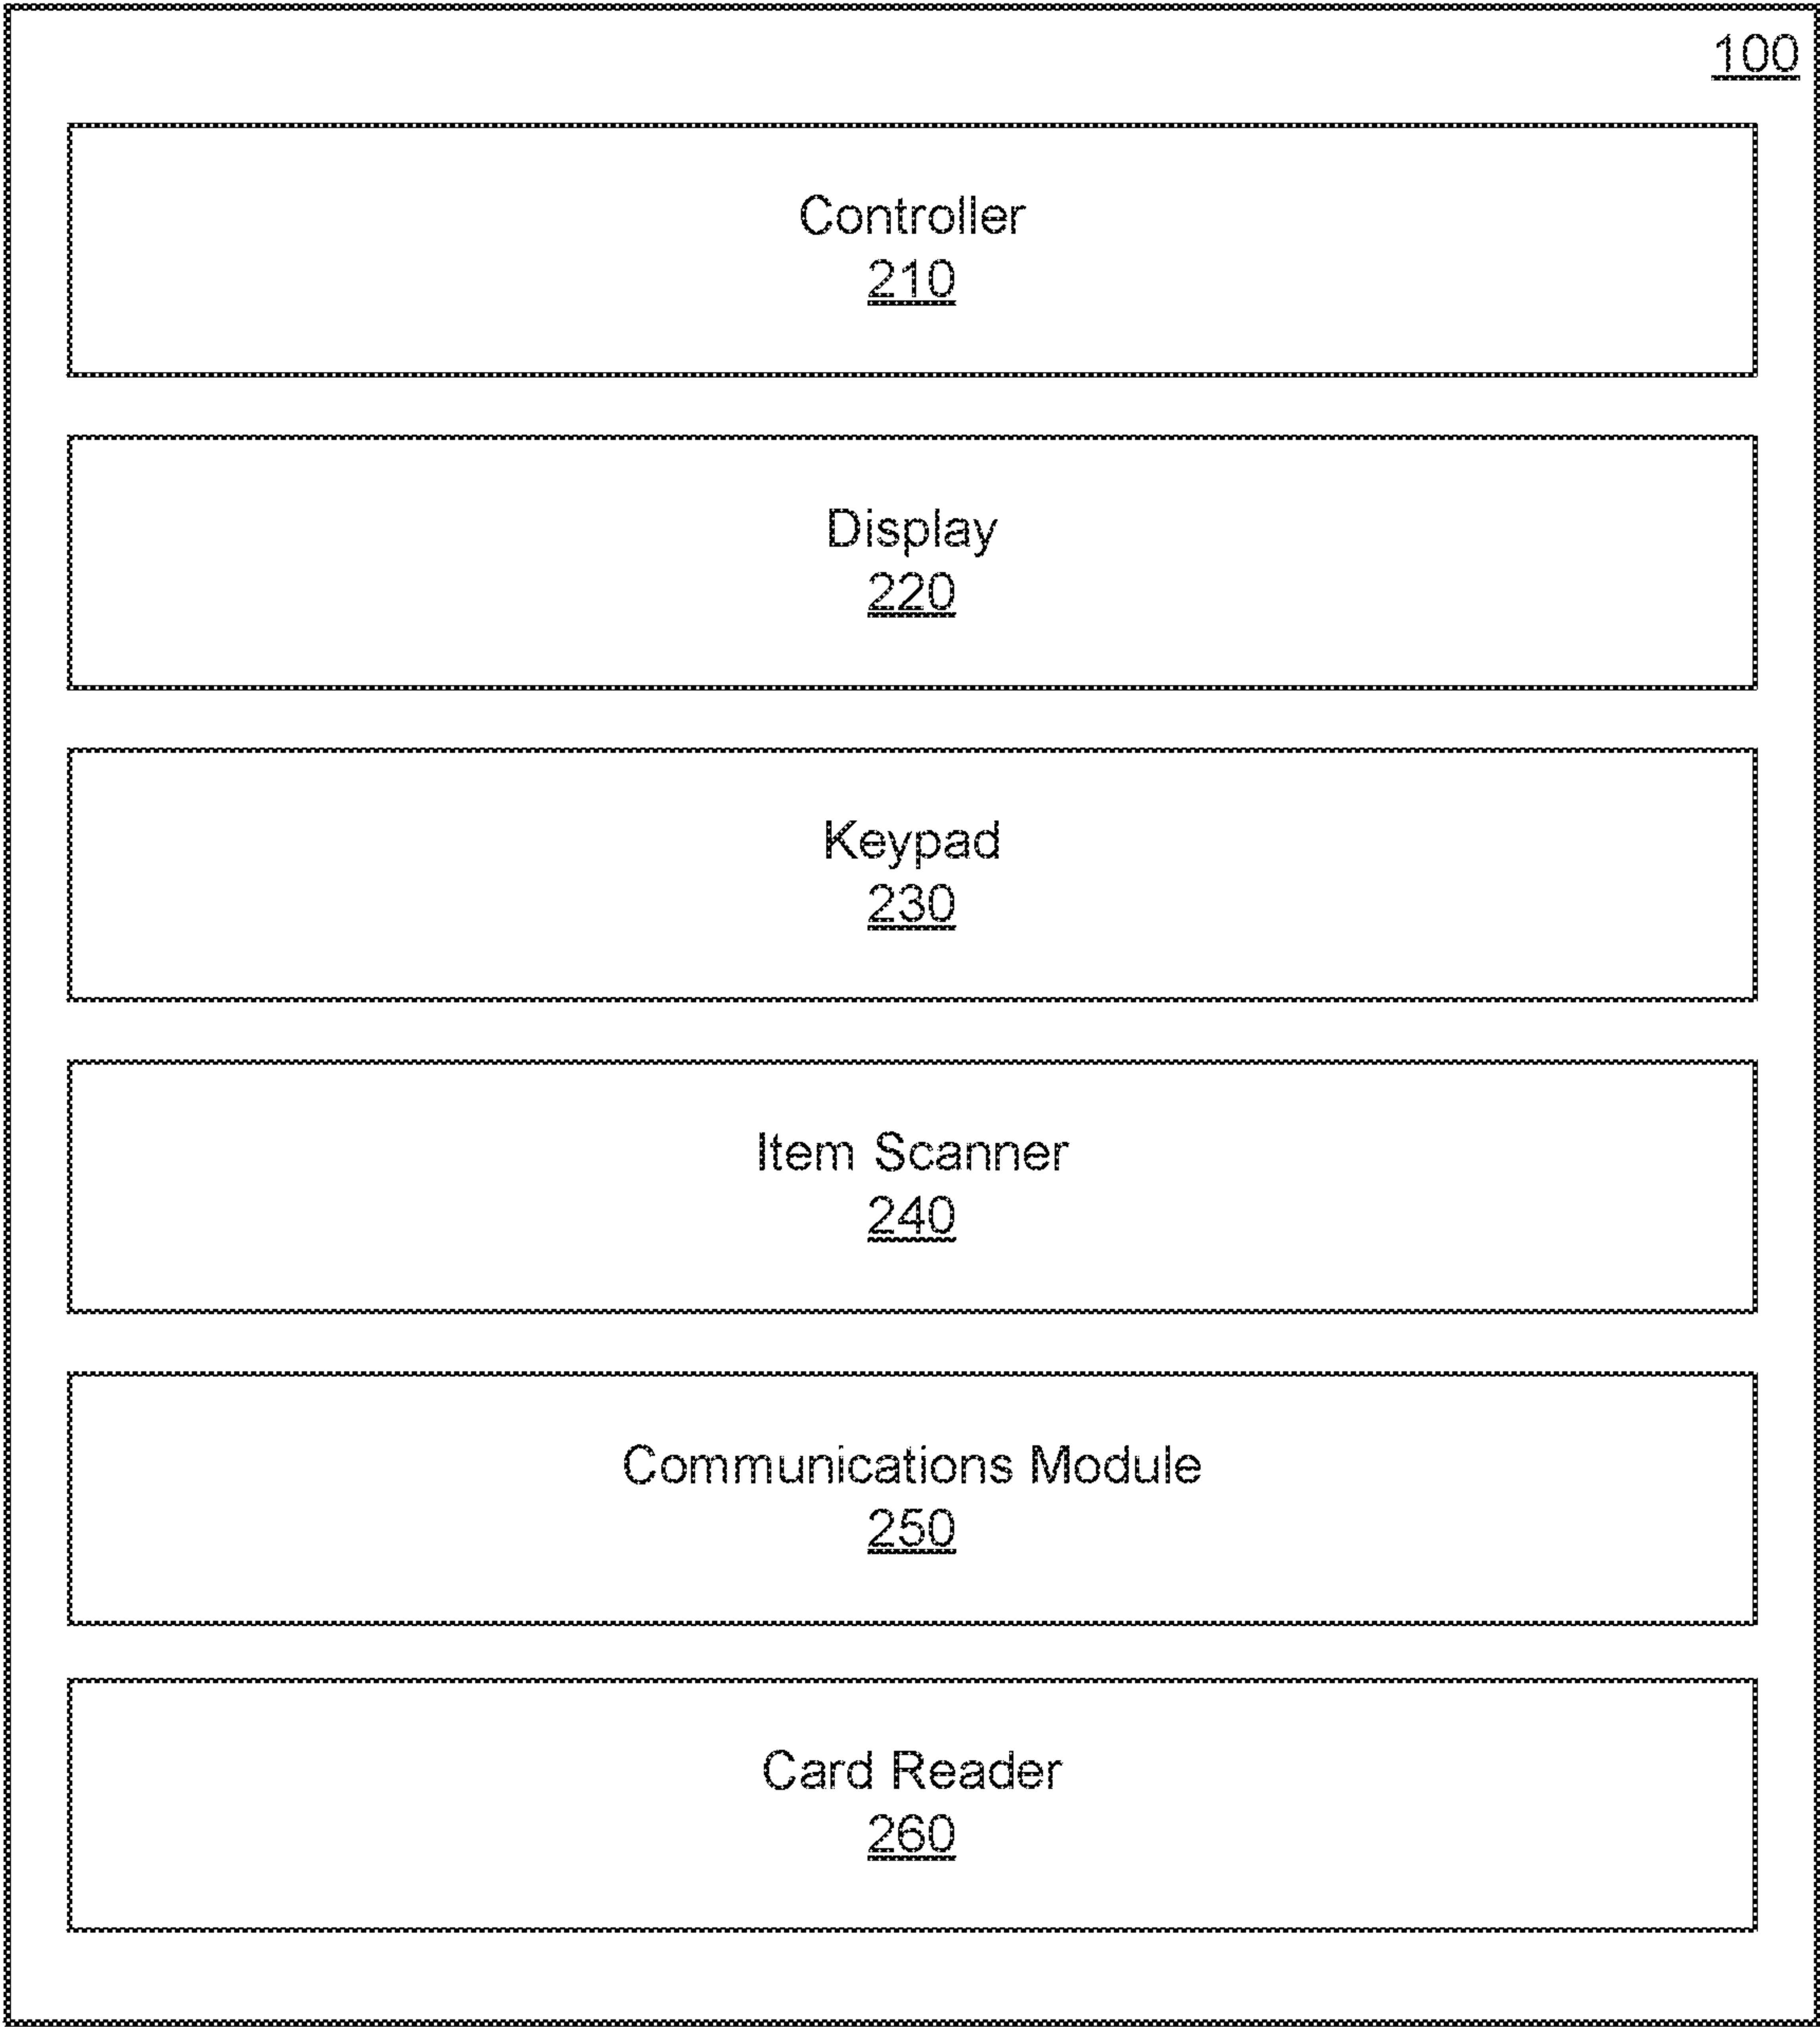 100
Controller
210
Display
220
Keypad
230
Item Scanner
240
Communications Module
250
Card Reader
260